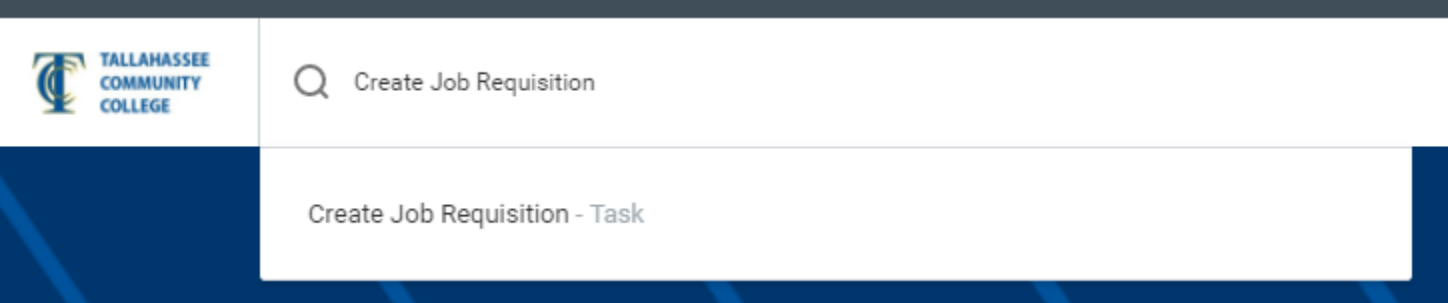 TALLAHASSEE
COMMUNITY
COLLEGE
Create Job Requisition
Create Job Requisition - Task